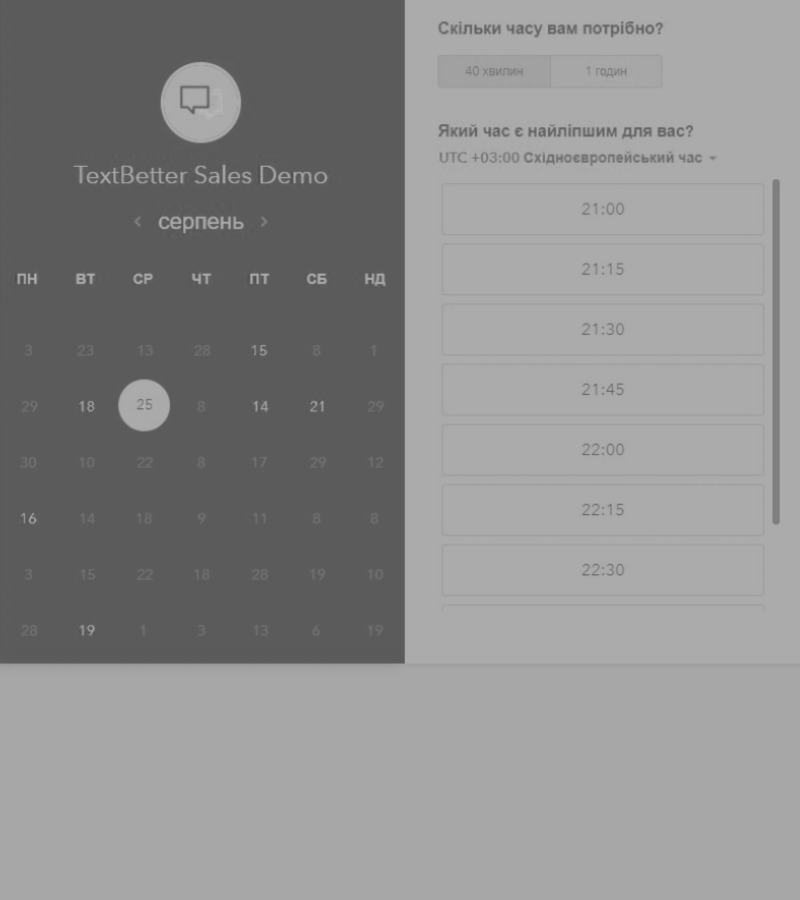 TextBetter Sales Demo
серпень
ПН ВТ СР ЧТ ПТ СБ НД
3 23 13 28 15 8 1
29 18 25 8 14 21 29
30 10 22 8 17 29 12
16 14 18 9 11 8 8
3 15 22 18 28 19 10
28 19 1 3 13 6 19
Скільки часу вам потрібно?
40 хвилин 1 годин
Який час є найліпшим для вас?
UTC +03:00 Східноєвропейський час
21:00
21:15
21:30
21:45
22:00
22:15
22:30